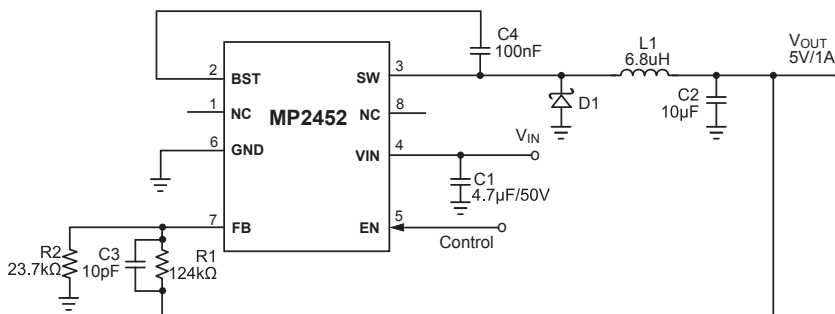 C4
100nF
L1
6.8uH
VOUT
5V/1A
2
BST
SW
3
D1
C2
10µF
1
NC
MP2452
NC
8
6
GND
VIN
4
VIN
C1
4.7µF/50V
7
FB
EN
5
Control
R2
23.7kΩ
C3
10pF
R1
124kΩ